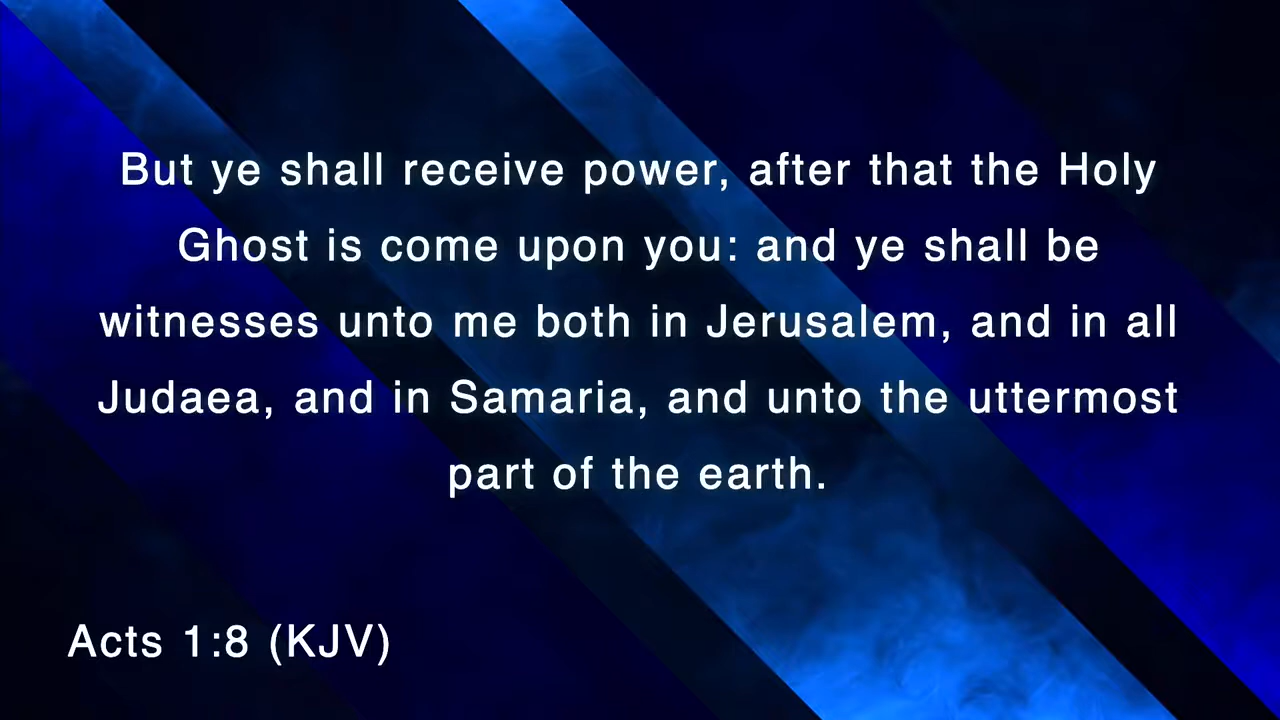 But ye shall receive power, after that the Holy
Ghost is come upon you: and ye shall be
witnesses unto me both in Jerusalem, and in all
Judaea, and in Samaria, and unto the uttermost
part of the earth.
Acts 1:8 (KJV)